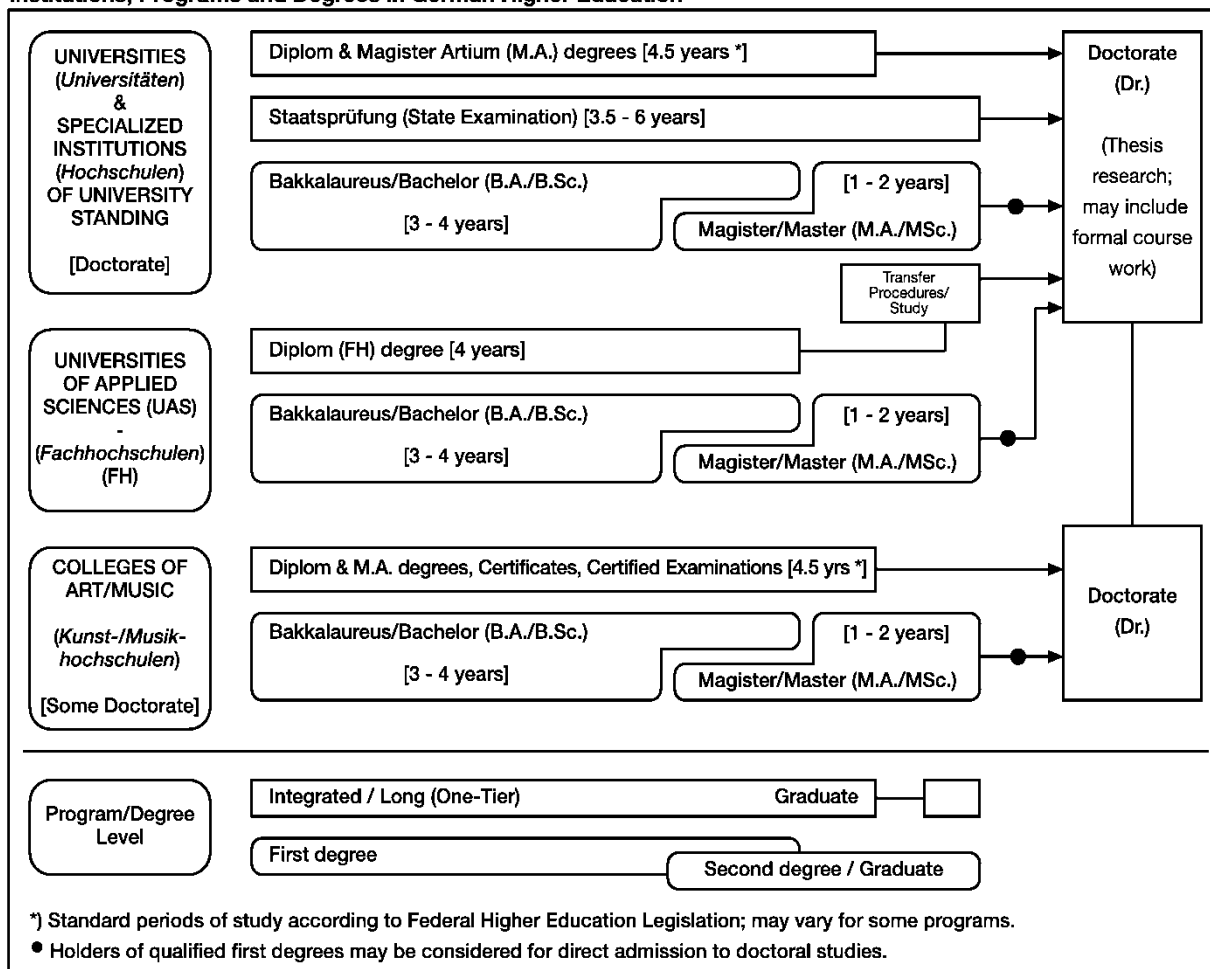 Institutions, Programs and Degrees in German Higher Education
UNIVERSITIES
(Universitäten)
&
SPECIALIZED
INSTITUTIONS
(Hochschulen)
OF UNIVERSITY
STANDING
[Doctorate]
Diplom & Magister Artium (M.A.) degrees [4.5 years *]
Staatsprüfung (State Examination) [3.5 - 6 years]
Bakkalaureus/Bachelor (B.A./B.Sc.)
[3 - 4 years]
[1 - 2 years]
Magister/Master (M.A./MSc.)
Transfer
Procedures/
Study
Doctorate
(Dr.)
(Thesis
research;
may include
formal course
work)
UNIVERSITIES
OF APPLIED
SCIENCES (UAS)
-
(Fachhochschulen)
(FH)
Diplom (FH) degree [4 years]
Bakkalaureus/Bachelor (B.A./B.Sc.)
[3 - 4 years]
[1 - 2 years]
Magister/Master (M.A./MSc.)
COLLEGES OF
ART/MUSIC
(Kunst-/Musik-
hochschulen)
[Some Doctorate]
Diplom & M.A. degrees, Certificates, Certified Examinations [4.5 yrs *]
Bakkalaureus/Bachelor (B.A./B.Sc.)
[3 - 4 years]
[1 - 2 years]
Magister/Master (M.A./MSc.)
Doctorate
(Dr.)
Program/Degree
Level
Integrated / Long (One-Tier) Graduate
First degree
Second degree / Graduate
*) Standard periods of study according to Federal Higher Education Legislation; may vary for some programs.
● Holders of qualified first degrees may be considered for direct admission to doctoral studies.